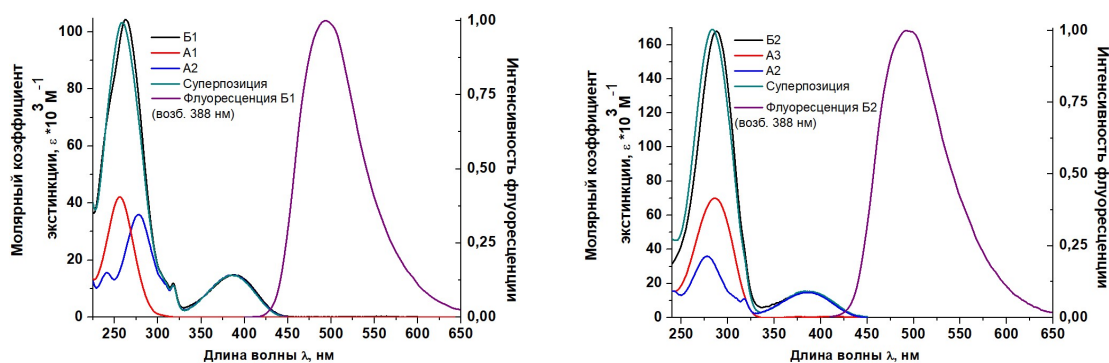 Молярный коэффициент
экстинкции, ε *10³ М⁻¹
100
80
60
40
20
0
Б1
А1
А2
Суперпозиция
Флуоресценция Б1
(возб. 388 нм)
1,00
0,75
0,50
0,25
0,00
Интенсивность флуоресценции
250 300 350 400 450 500 550 600 650
Длина волны λ, нм
Молярный коэффициент
экстинкции, ε *10³ М⁻¹
160
140
120
100
80
60
40
20
0
Б2
А3
А2
Суперпозиция
Флуоресценция Б2
(возб. 388 нм)
1,00
0,75
0,50
0,25
0,00
Интенсивность флуоресценции
250 300 350 400 450 500 550 600 650
Длина волны λ, нм